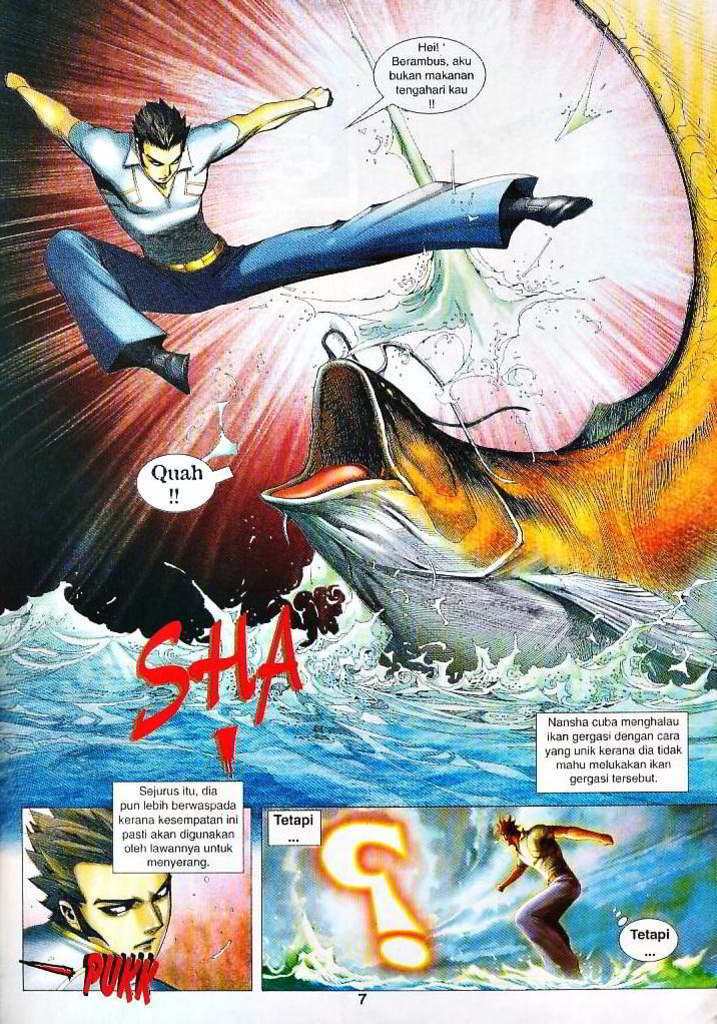 Hei!
Berambus, aku
bukan makanan
tengahari kau
!!
Quah
!!
SHA
!
Nansha cuba menghalau
ikan gergasi dengan cara
yang unik kerana dia tidak
mahu melukakan ikan
gergasi tersebut.
Sejurus itu, dia
pun lebih berwaspada
kerana kesempatan ini
pasti akan digunakan
oleh lawannya untuk
menyerang.
PUKK
Tetapi
...
?
Tetapi
...
7